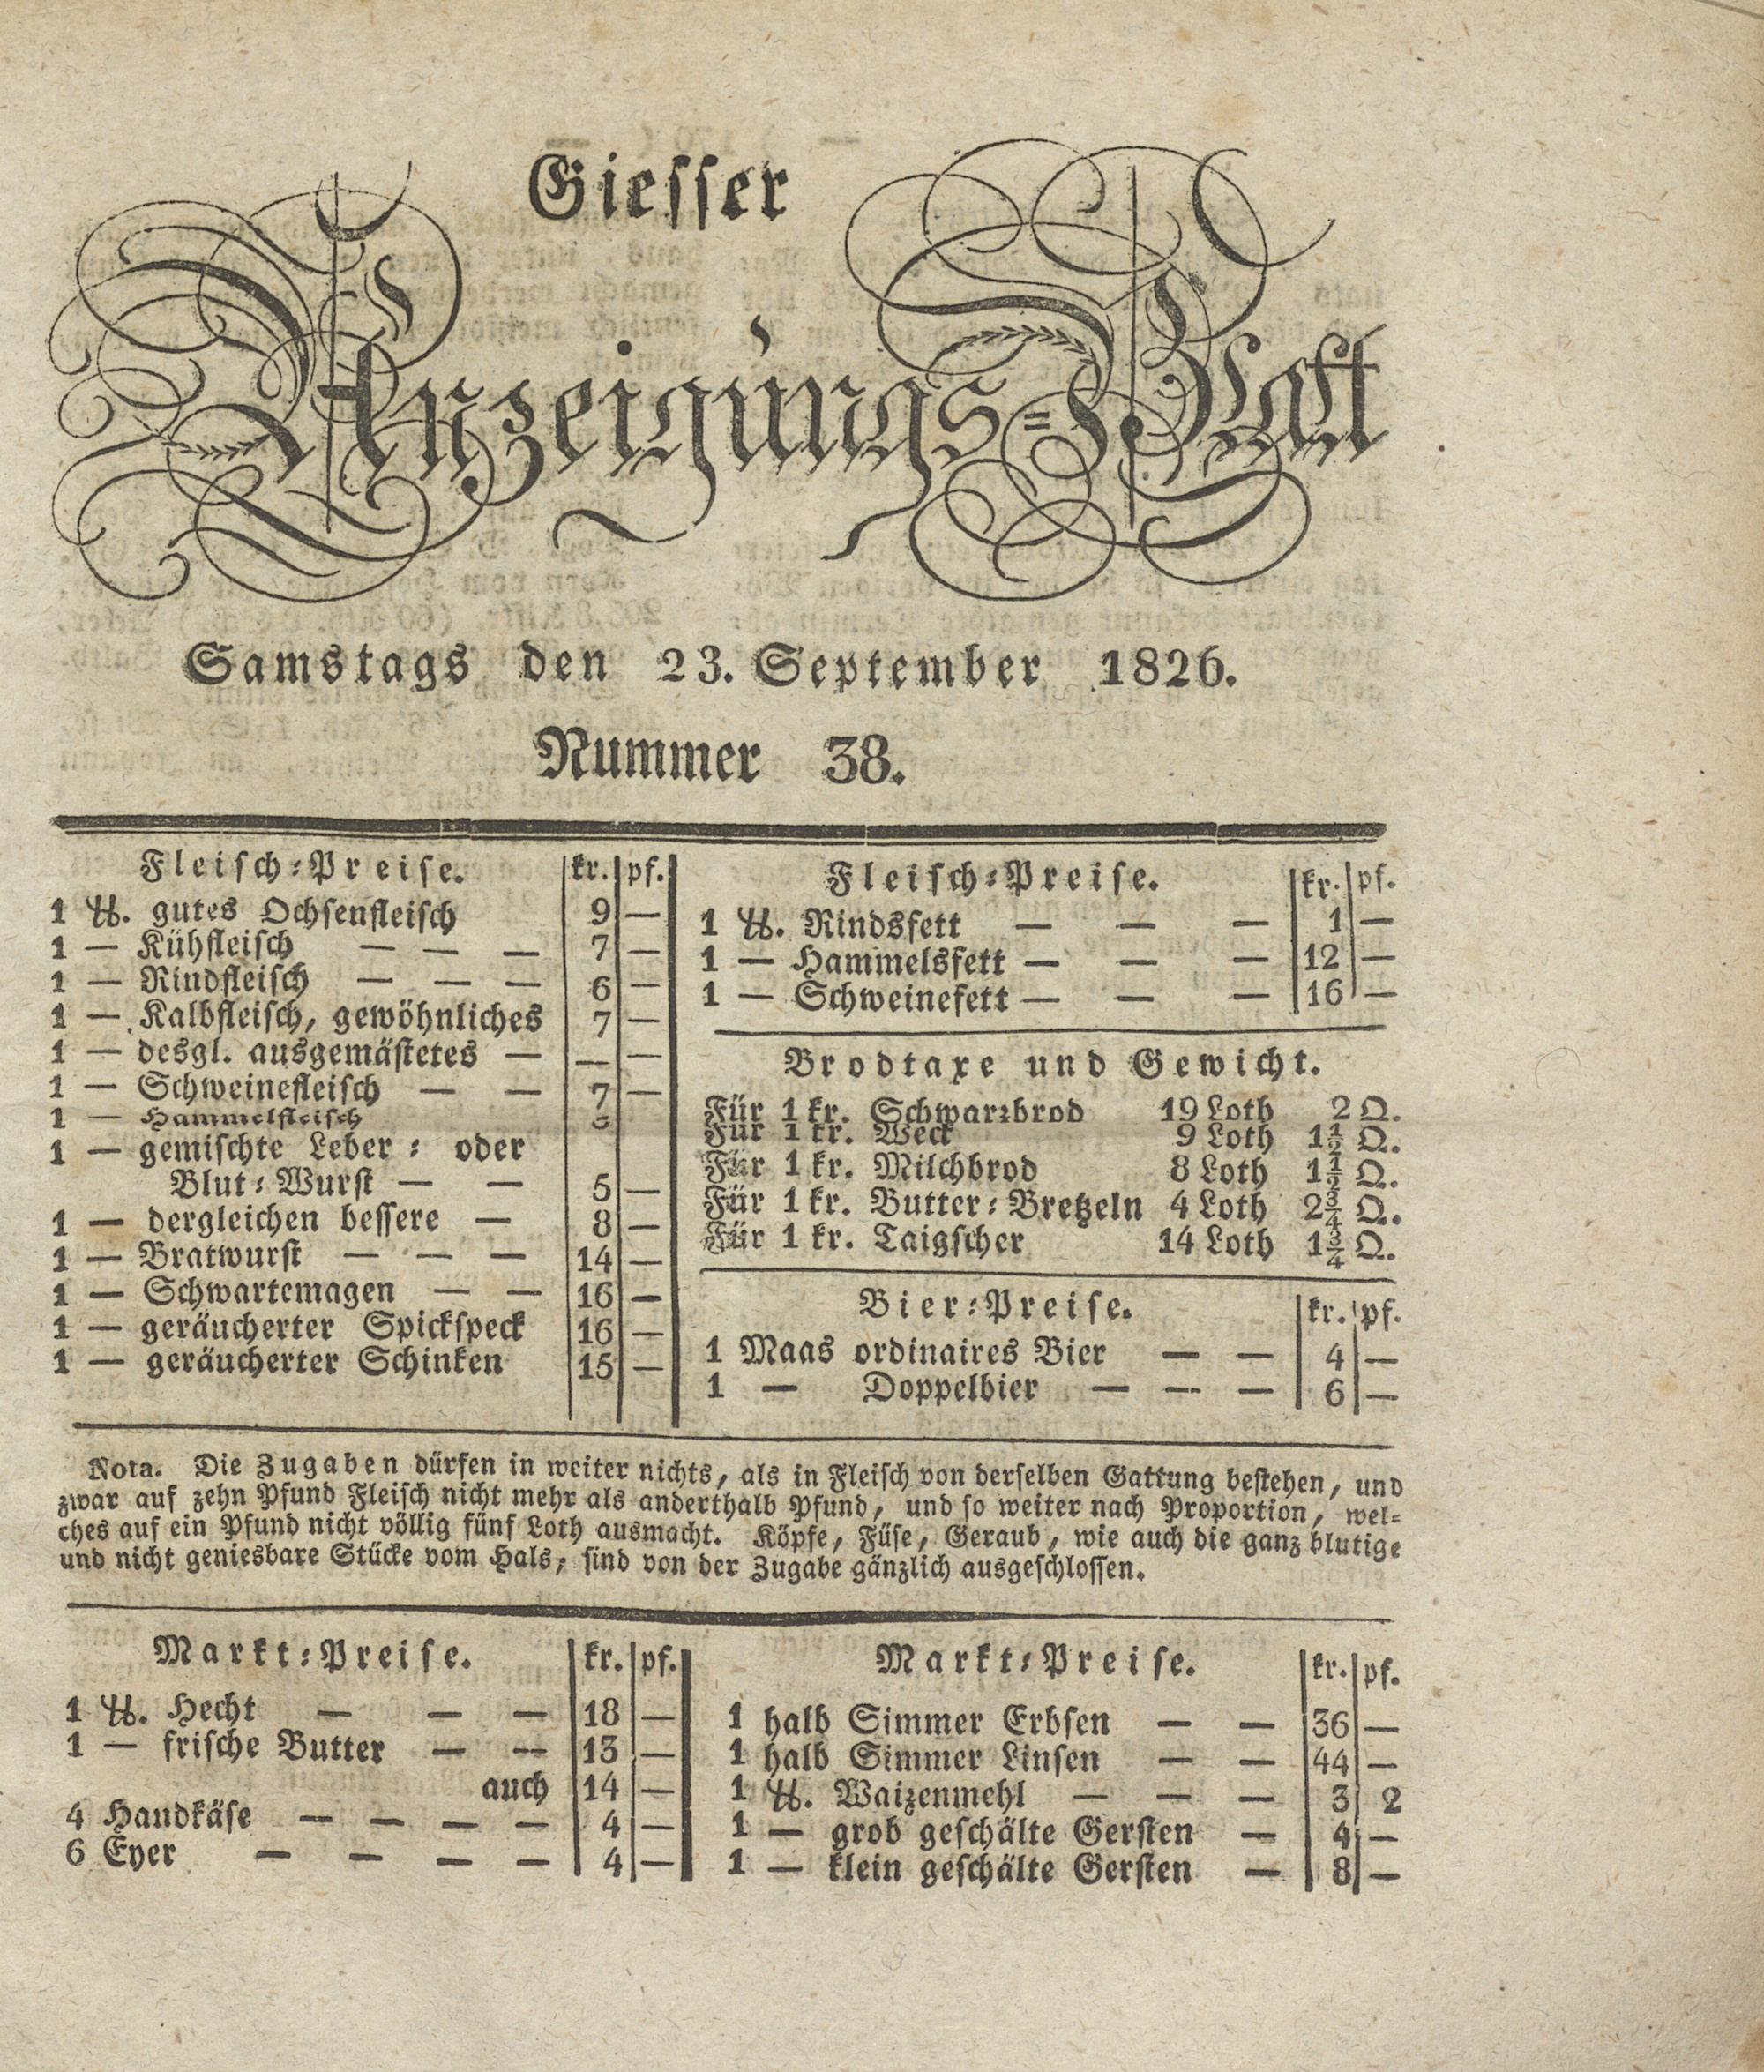 Giesser
Anzeigungs=Blatt
Samstags den 23. September 1826.
Nummer 38.
Fleisch=Preise. kr. pf.
1 ℔. gutes Ochsenfleisch 9 —
1 — Kühfleisch — — — 7 —
1 — Rindfleisch — — — 6 —
1 — Kalbfleisch, gewöhnliches 7 —
1 — desgl. ausgemästetes — — —
1 — Schweinefleisch — — 7 —
1 — Hammelfleisch
1 — gemischte Leber= oder
Blut=Wurst — — 5 —
1 — dergleichen bessere — 8 —
1 — Bratwurst — — — 14 —
1 — Schwartemagen — — 16 —
1 — geräucherter Spickspeck 16 —
1 — geräucherter Schinken 15 —
Fleisch=Preise. kr. pf.
1 ℔. Rindsfett — — — 1 —
1 — Hammelsfett — — — 12 —
1 — Schweinefett — — — 16 —
Brodtaxe und Gewicht.
Für 1 kr. Schwarzbrod 19 Loth 2 Q.
Für 1 kr. Weck 9 Loth 1½ Q.
Für 1 kr. Milchbrod 8 Loth 1½ Q.
Für 1 kr. Butter=Bretzeln 4 Loth 2¾ Q.
Für 1 kr. Taigscher 14 Loth 1¾ Q.
Bier=Preise. kr. pf.
1 Maas ordinaires Bier — — 4 —
1 — Doppelbier — — — 6 —
Nota. Die Zugaben dürfen in weiter nichts, als in Fleisch von derselben Gattung bestehen, und
zwar auf zehn Pfund Fleisch nicht mehr als anderthalb Pfund, und so weiter nach Proportion, wel=
ches auf ein Pfund nicht völlig fünf Loth ausmacht. Köpfe, Füse, Geraub, wie auch die ganz blutige
und nicht geniesbare Stücke vom Hals, sind von der Zugabe gänzlich ausgeschlossen.
Markt=Preise. kr. pf.
1 ℔. Hecht — — — 18 —
1 — frische Butter — — 13 —
auch 14 —
4 Handkäse — — — — 4 —
6 Eyer — — — — 4 —
Markt=Preise. kr. pf.
1 halb Simmer Erbsen — — 36 —
1 halb Simmer Linsen — — 44 —
1 ℔. Waizenmehl — — — 3 2
1 — grob geschälte Gersten — 4 —
1 — klein geschälte Gersten — 8 —